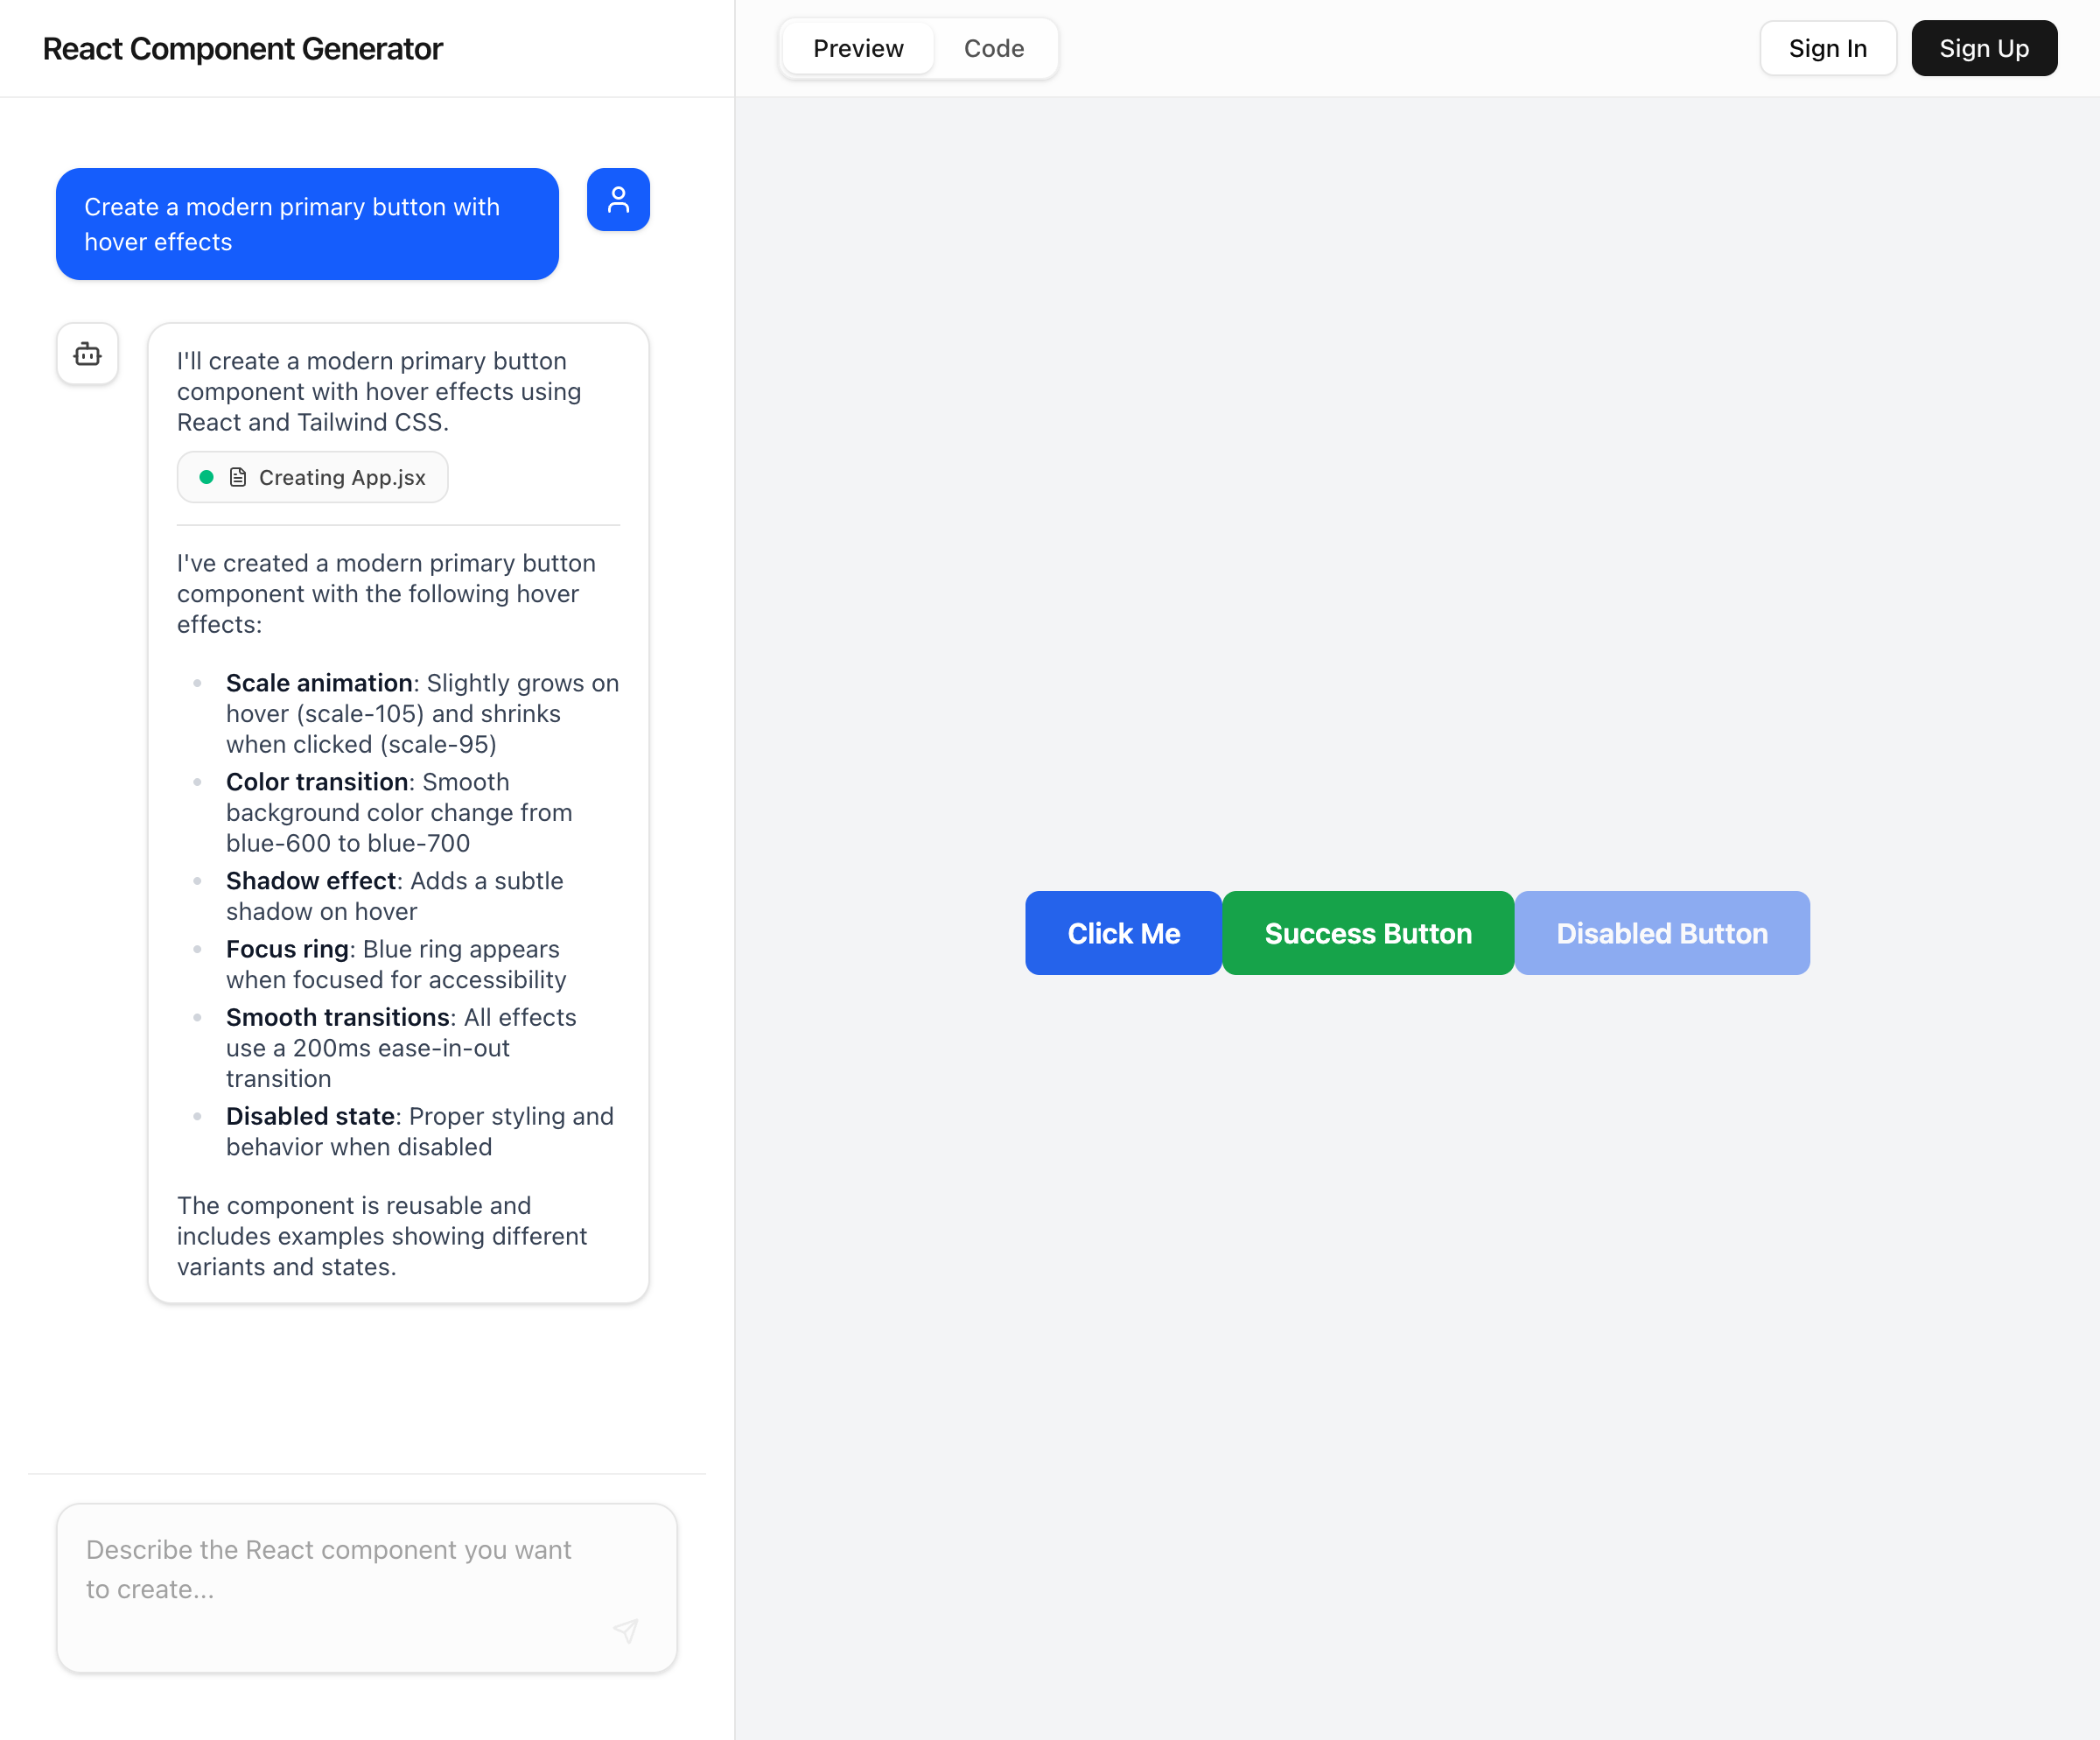 React Component Generator
Preview
Code
Sign In
Sign Up
Create a modern primary button with
hover effects
I'll create a modern primary button
component with hover effects using
React and Tailwind CSS.
Creating App.jsx
I've created a modern primary button
component with the following hover
effects:
Scale animation: Slightly grows on
hover (scale-105) and shrinks
when clicked (scale-95)
Color transition: Smooth
background color change from
blue-600 to blue-700
Shadow effect: Adds a subtle
shadow on hover
Focus ring: Blue ring appears
when focused for accessibility
Smooth transitions: All effects
use a 200ms ease-in-out
transition
Disabled state: Proper styling and
behavior when disabled
The component is reusable and
includes examples showing different
variants and states.
Describe the React component you want
to create...
Click Me
Success Button
Disabled Button